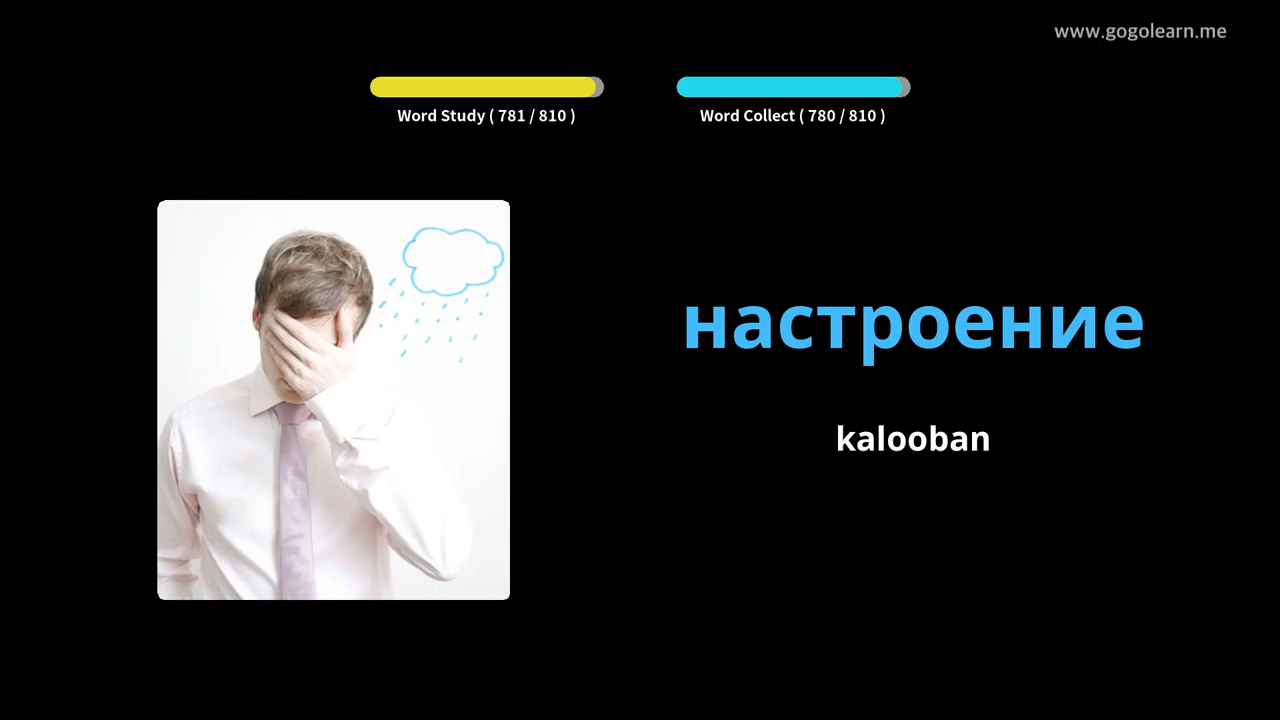 www.gogolearn.me
Word Study ( 781 / 810 )
Word Collect ( 780 / 810 )
настроение
kalooban